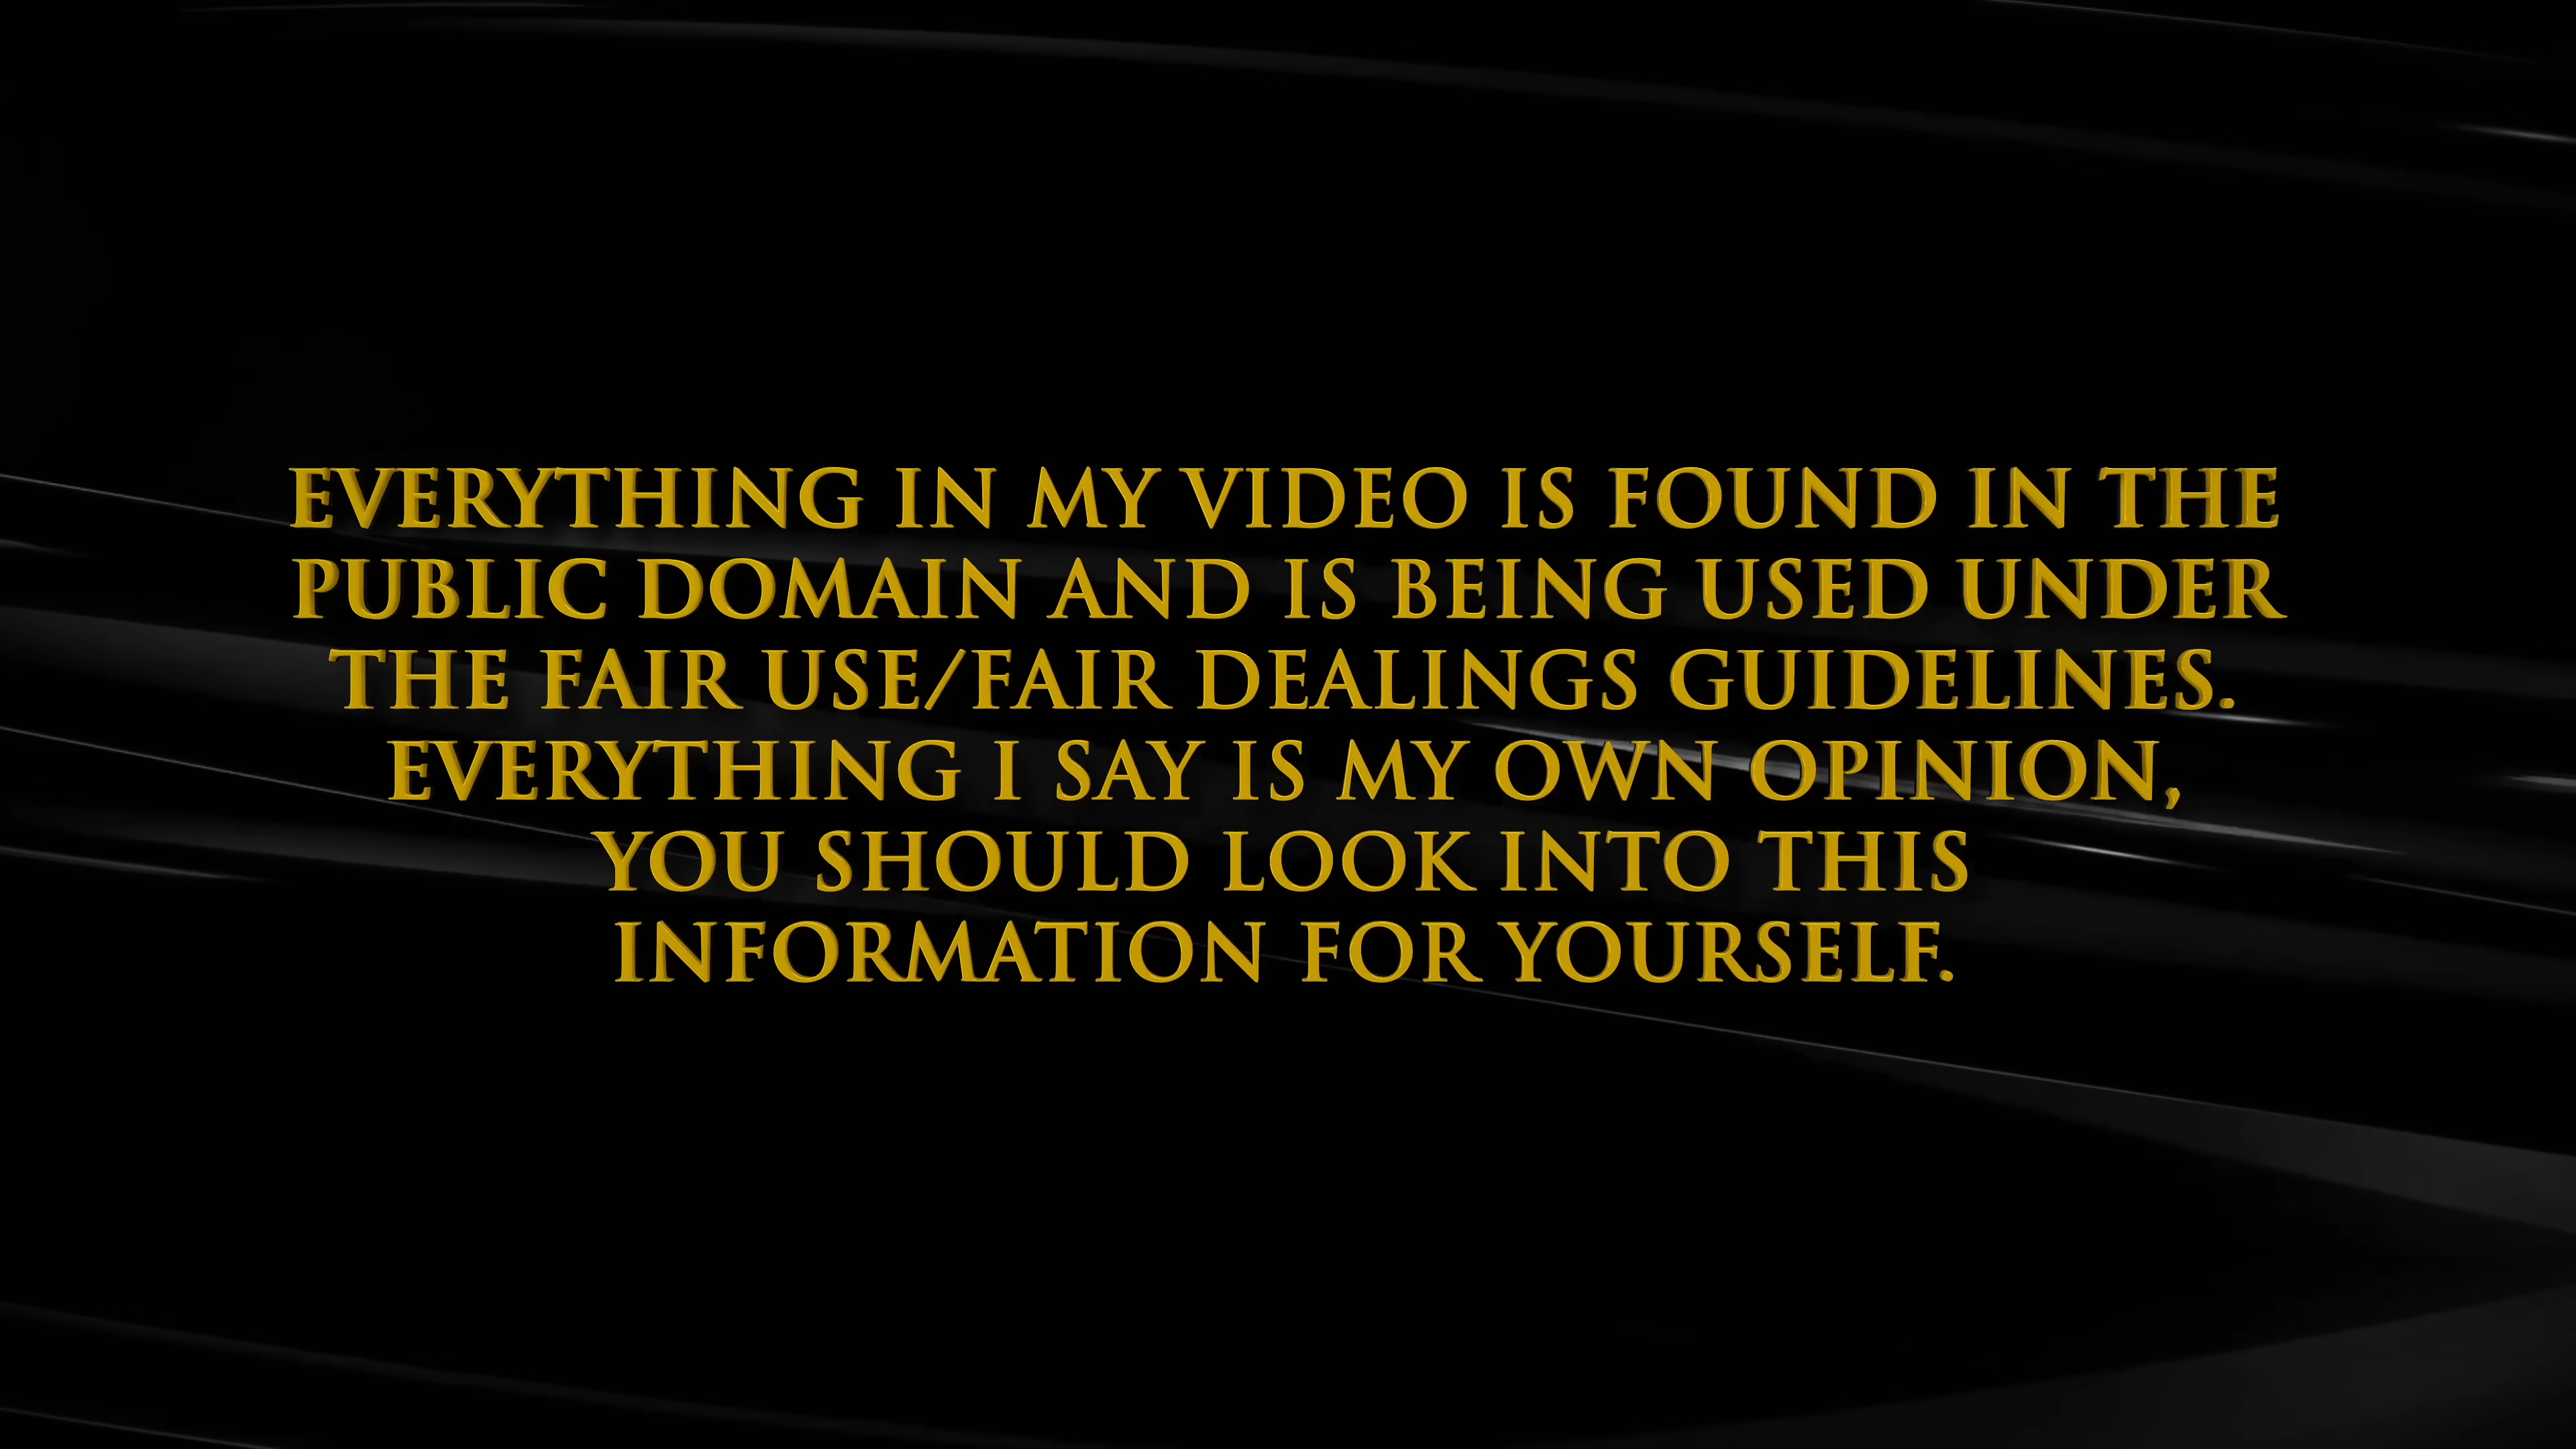 EVERYTHING IN MY VIDEO IS FOUND IN THE
PUBLIC DOMAIN AND IS BEING USED UNDER
THE FAIR USE/FAIR DEALINGS GUIDELINES.
EVERYTHING I SAY IS MY OWN OPINION,
YOU SHOULD LOOK INTO THIS
INFORMATION FOR YOURSELF.